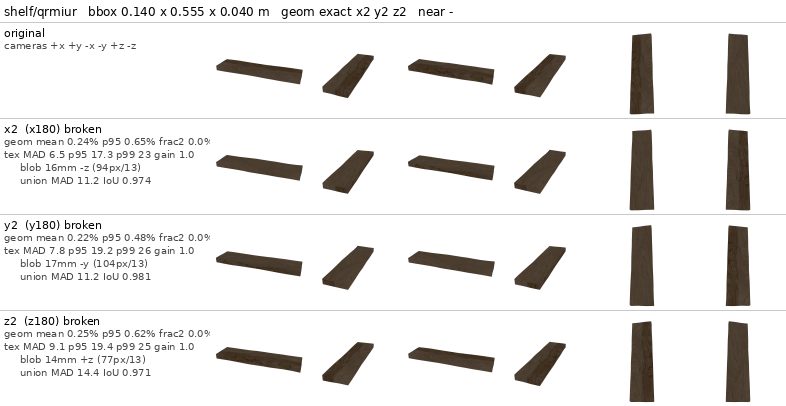 shelf/qrmiur   bbox 0.140 x 0.555 x 0.040 m   geom exact x2 y2 z2   near -
original
cameras +x +y -x -y +z -z
x2  (x180) broken
geom mean 0.24% p95 0.65% frac2 0.0%
tex MAD 6.5 p95 17.3 p99 23 gain 1.0
blob 16mm -z (94px/13)
union MAD 11.2 IoU 0.974
y2  (y180) broken
geom mean 0.22% p95 0.48% frac2 0.0%
tex MAD 7.8 p95 19.2 p99 26 gain 1.0
blob 17mm -y (104px/13)
union MAD 11.2 IoU 0.981
z2  (z180) broken
geom mean 0.25% p95 0.62% frac2 0.0%
tex MAD 9.1 p95 19.4 p99 25 gain 1.0
blob 14mm +z (77px/13)
union MAD 14.4 IoU 0.971